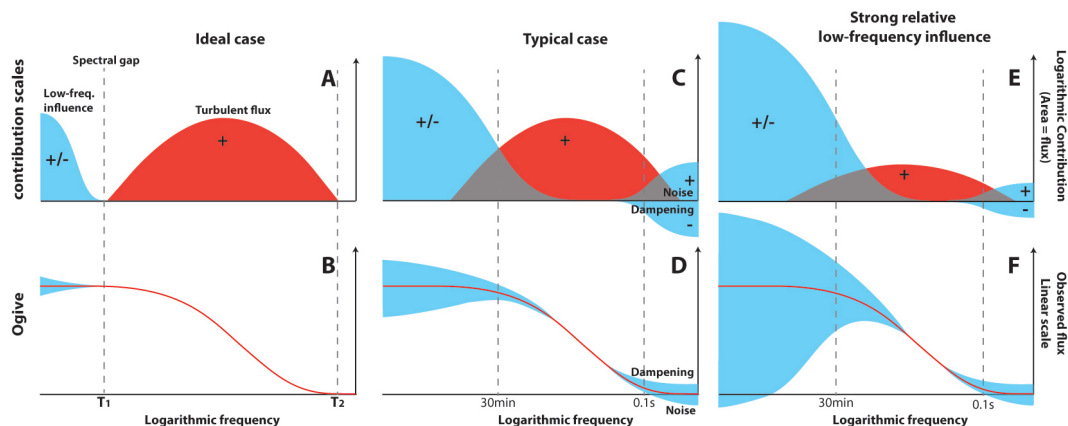 Ideal case
Typical case
Strong relative
low-frequency influence
contribution scales
Spectral gap
A
Low-freq.
influence
Turbulent flux
+/-
+
C
+/-
+
+
Noise
Dampening
-
E
+/-
+
+
-
Logarithmic Contribution
(Area = flux)
Ogive
B
D
Dampening
Noise
F
Observed flux
Linear scale
T1
T2
30min
0.1s
30min
0.1s
Logarithmic frequency
Logarithmic frequency
Logarithmic frequency